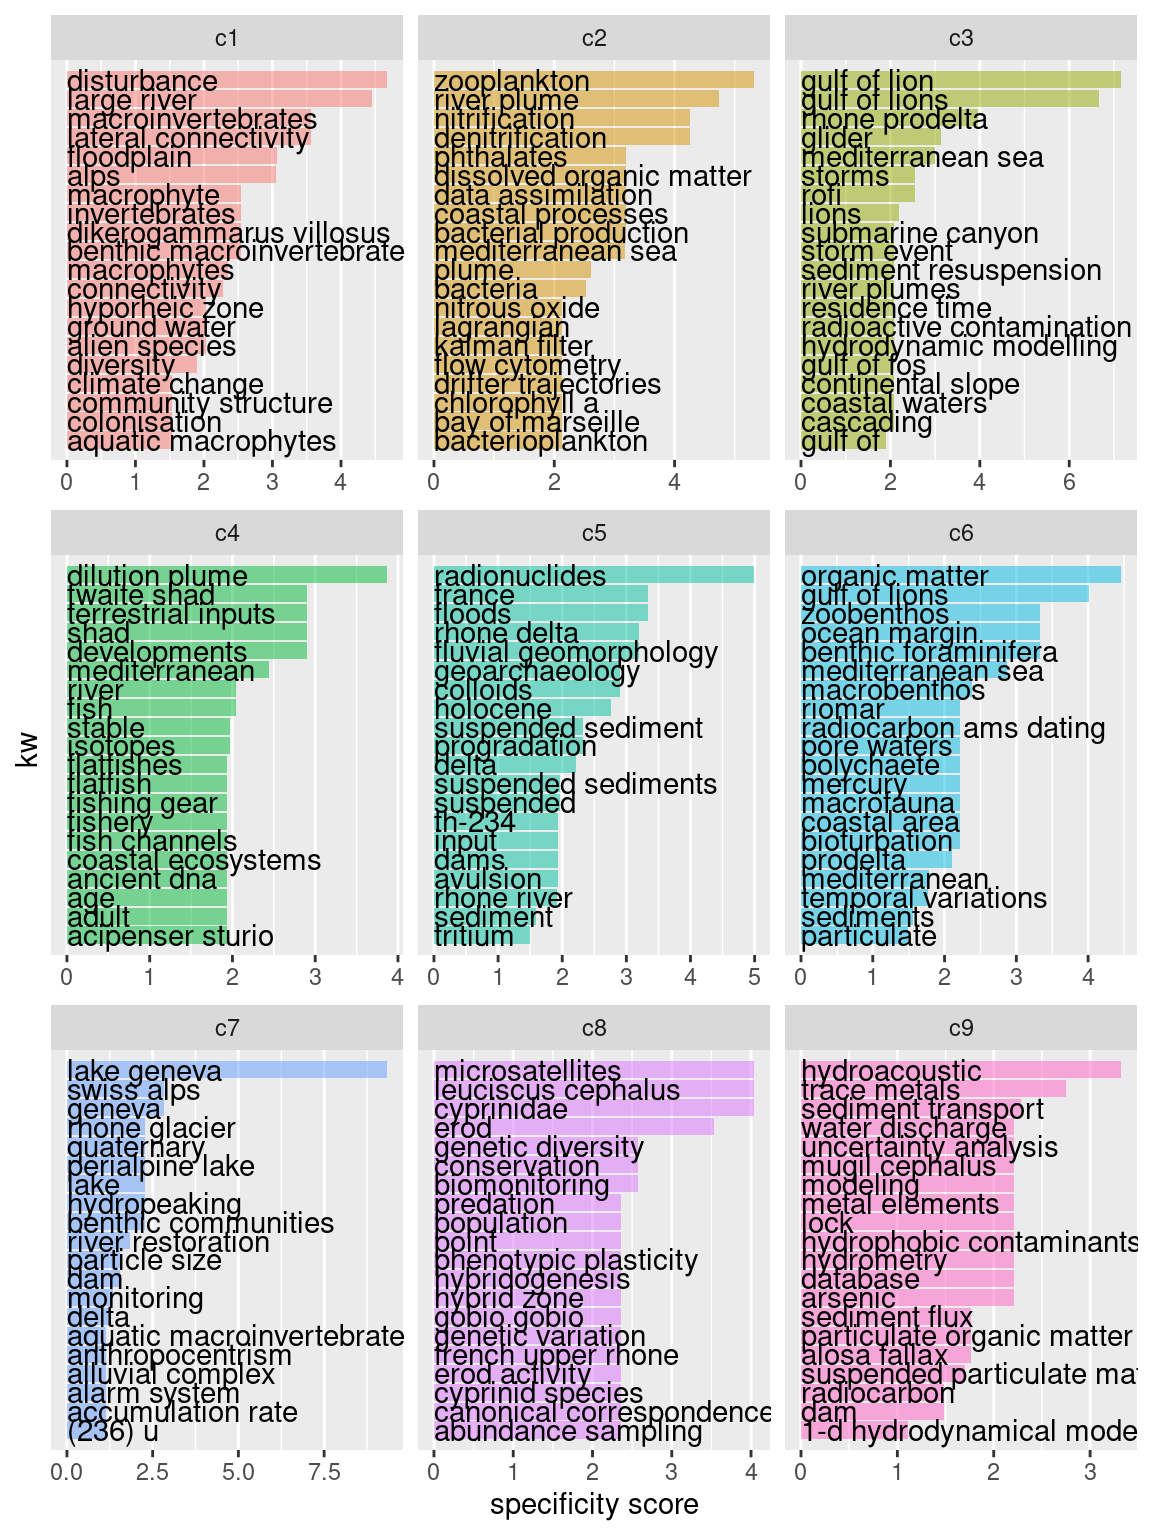 c1
disturbance
large river
macroinvertebrates
lateral connectivity
floodplain
alps
macrophyte
invertebrates
dikerogammarus villosus
benthic macroinvertebrate
macrophytes
connectivity
hyporheic zone
ground water
alien species
diversity
climate change
community structure
colonisation
aquatic macrophytes
0 1 2 3 4
c2
zooplankton
river plume
nitrification
denitrification
phthalates
dissolved organic matter
data assimilation
coastal processes
bacterial production
mediterranean sea
plume
bacteria
nitrous oxide
lagrangian
kalman filter
flow cytometry
drifter trajectories
chlorophyll a
bay of marseille
bacterioplankton
0 2 4
c3
gulf of lion
gulf of lions
rhone prodelta
glider
mediterranean sea
storms
rofi
lions
submarine canyon
storm event
sediment resuspension
river plumes
residence time
radioactive contamination
hydrodynamic modelling
gulf of fos
continental slope
coastal waters
cascading
gulf of
0 2 4 6
c4
dilution plume
twaite shad
terrestrial inputs
shad
developments
mediterranean
river
fish
stable
isotopes
flatfishes
flatfish
fishing gear
fishery
fish channels
coastal ecosystems
ancient dna
age
adult
acipenser sturio
0 1 2 3 4
c5
radionuclides
france
floods
rhone delta
fluvial geomorphology
geoarchaeology
colloids
holocene
suspended sediment
progradation
delta
suspended sediments
suspended
th-234
input
dams
avulsion
rhone river
sediment
tritium
0 1 2 3 4 5
c6
organic matter
gulf of lions
zoobenthos
ocean margin
benthic foraminifera
mediterranean sea
macrobenthos
riomar
radiocarbon ams dating
pore waters
polychaete
mercury
macrofauna
coastal area
bioturbation
prodelta
mediterranean
temporal variations
sediments
particulate
0 1 2 3 4
c7
lake geneva
swiss alps
geneva
rhone glacier
quaternary
perialpine lake
lake
hydropeaking
benthic communities
river restoration
particle size
dam
monitoring
delta
aquatic macroinvertebrate
anthropocentrism
alluvial complex
alarm system
accumulation rate
(236) u
0.0 2.5 5.0 7.5
c8
microsatellites
leuciscus cephalus
cyprinidae
erod
genetic diversity
conservation
biomonitoring
predation
population
point
phenotypic plasticity
hybridogenesis
hybrid zone
gobio gobio
genetic variation
french upper rhone
erod activity
cyprinid species
canonical correspondence
abundance sampling
0 1 2 3 4
c9
hydroacoustic
trace metals
sediment transport
water discharge
uncertainty analysis
mugil cephalus
modeling
metal elements
lock
hydrophobic contaminants
hydrometry
database
arsenic
sediment flux
particulate organic matter
alosa fallax
suspended particulate mat
radiocarbon
dam
1-d hydrodynamical mode
0 1 2 3
kw
specificity score